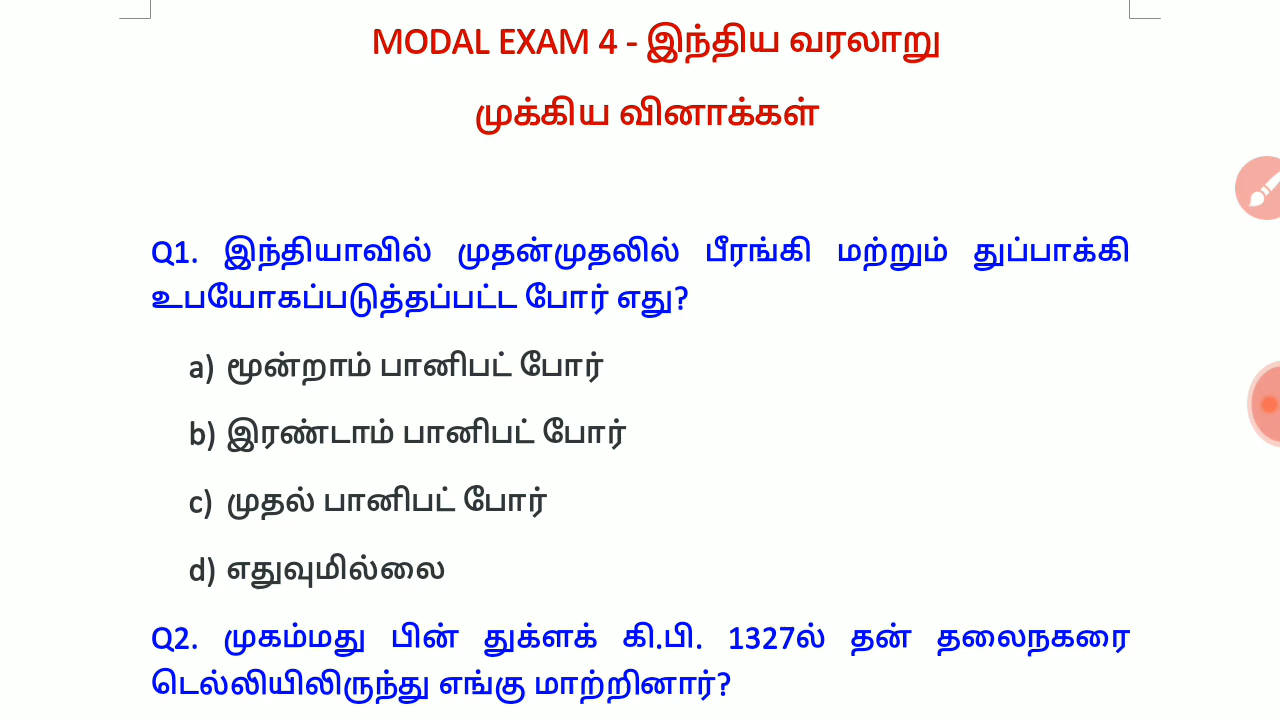 MODAL EXAM 4 - இந்திய வரலாறு
முக்கிய வினாக்கள்
Q1. இந்தியாவில் முதன்முதலில் பீரங்கி மற்றும் துப்பாக்கி
உபயோகப்படுத்தப்பட்ட போர் எது?
a) மூன்றாம் பானிபட் போர்
b) இரண்டாம் பானிபட் போர்
c) முதல் பானிபட் போர்
d) எதுவுமில்லை
Q2. முகம்மது பின் துக்ளக் கி.பி. 1327ல் தன் தலைநகரை
டெல்லியிலிருந்து எங்கு மாற்றினார்?